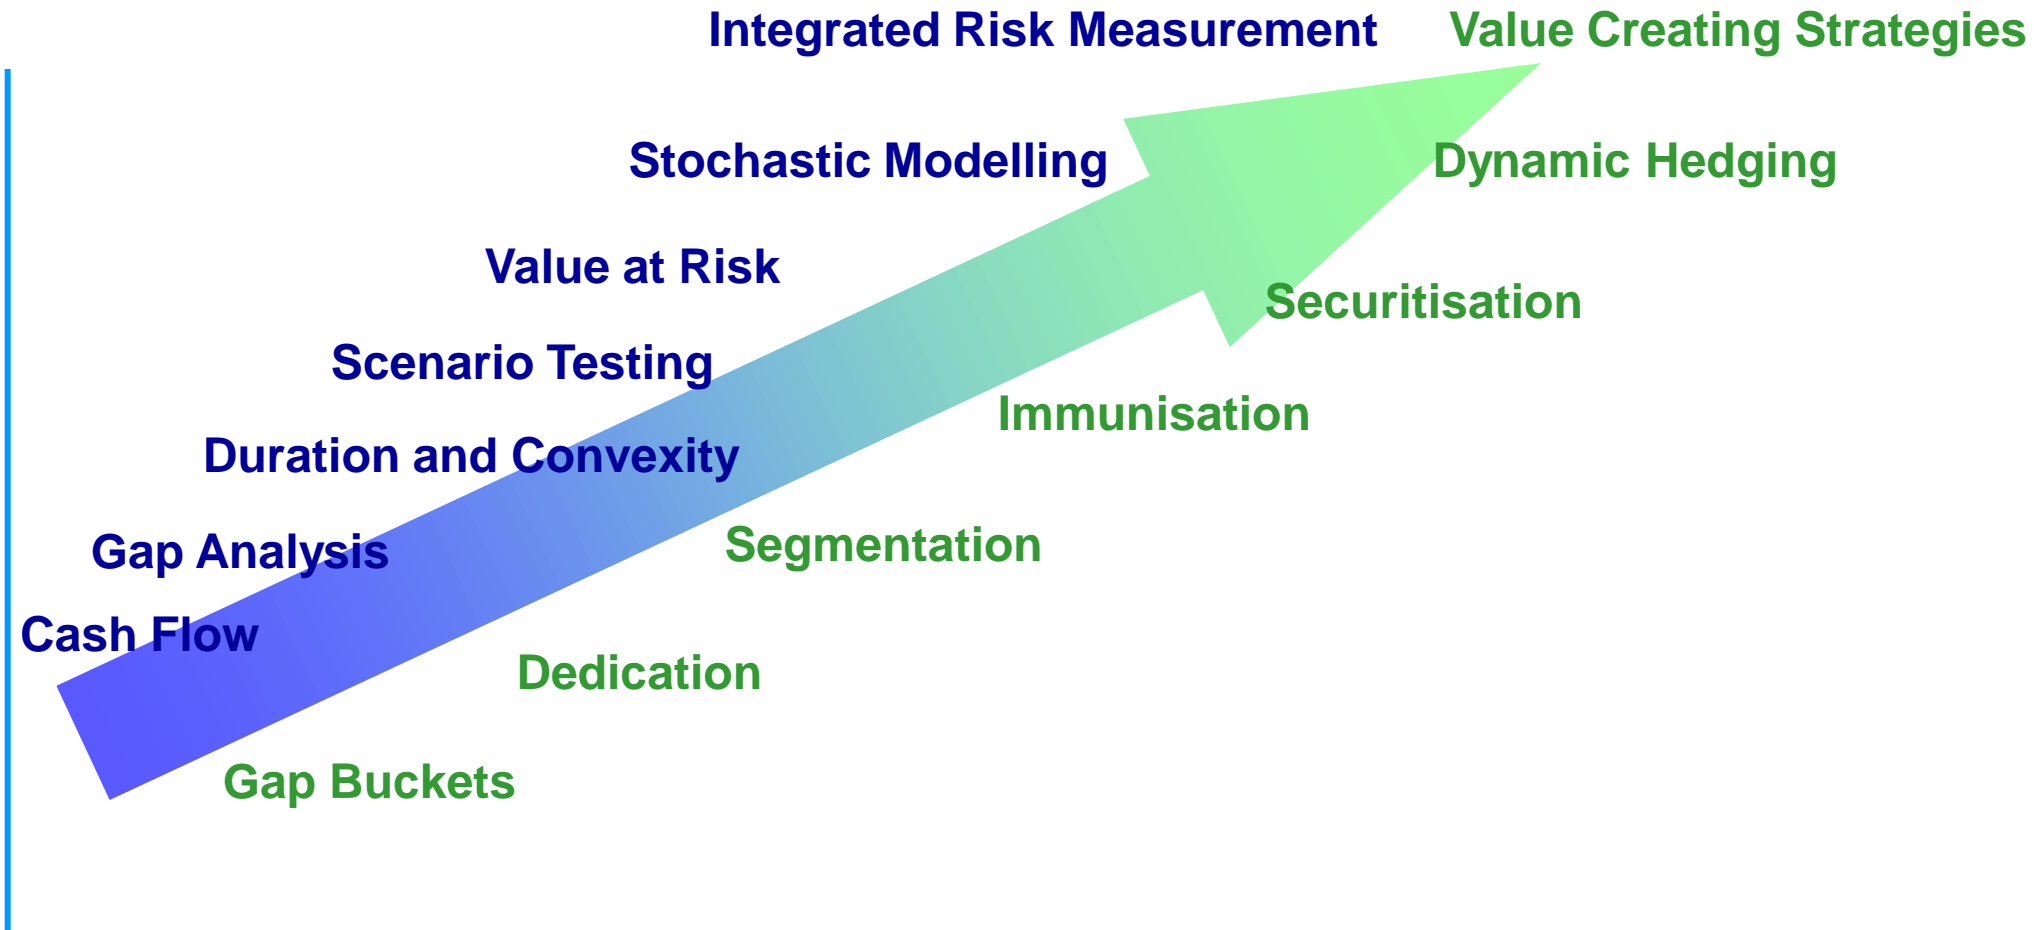 Integrated Risk Measurement
Value Creating Strategies
Stochastic Modelling
Dynamic Hedging
Value at Risk
Securitisation
Scenario Testing
Immunisation
Duration and Convexity
Segmentation
Gap Analysis
Cash Flow
Dedication
Gap Buckets